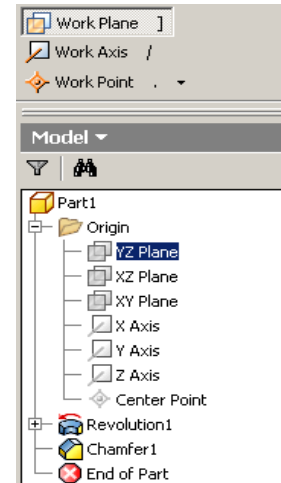 Work Plane ]
Work Axis /
Work Point .
Model
Part1
Origin
YZ Plane
XZ Plane
XY Plane
X Axis
Y Axis
Z Axis
Center Point
Revolution1
Chamfer1
End of Part